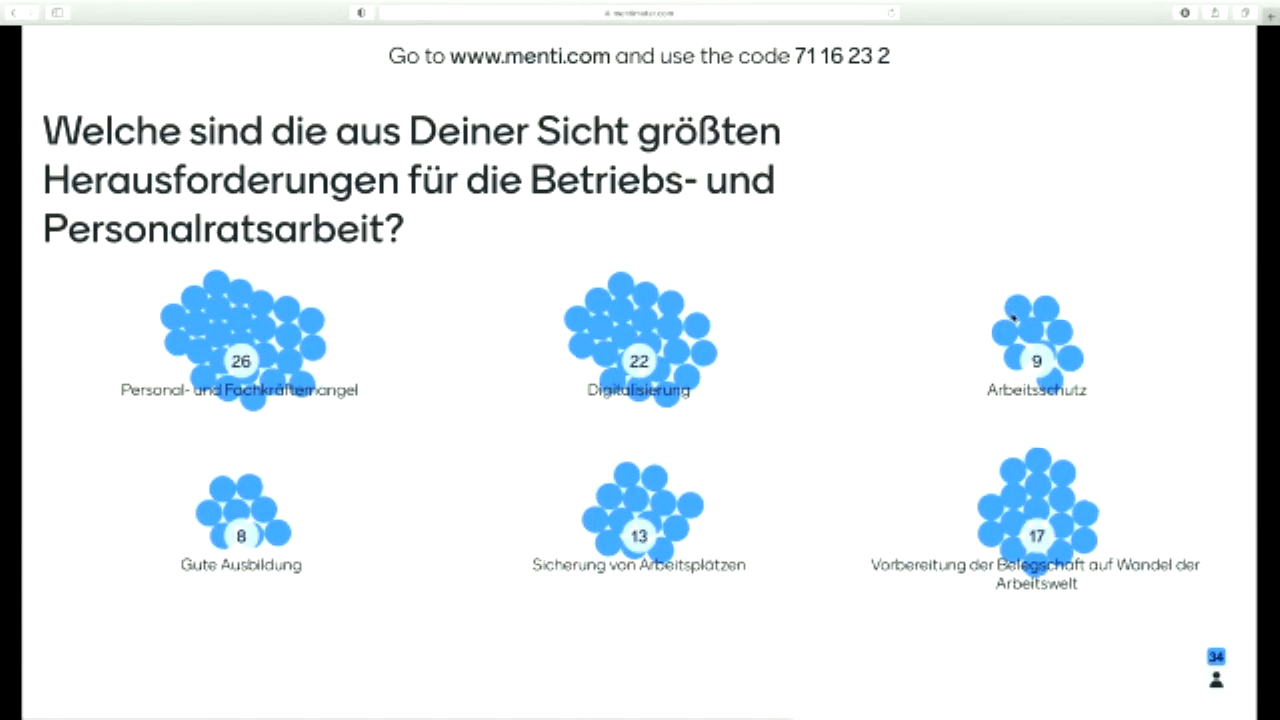 mentimeter.com
Go to www.menti.com and use the code 71 16 23 2
Welche sind die aus Deiner Sicht größten
Herausforderungen für die Betriebs- und
Personalratsarbeit?
26
Personal- und Fachkräftemangel
22
Digitalisierung
9
Arbeitsschutz
8
Gute Ausbildung
13
Sicherung von Arbeitsplätzen
17
Vorbereitung der Belegschaft auf Wandel der
Arbeitswelt
34